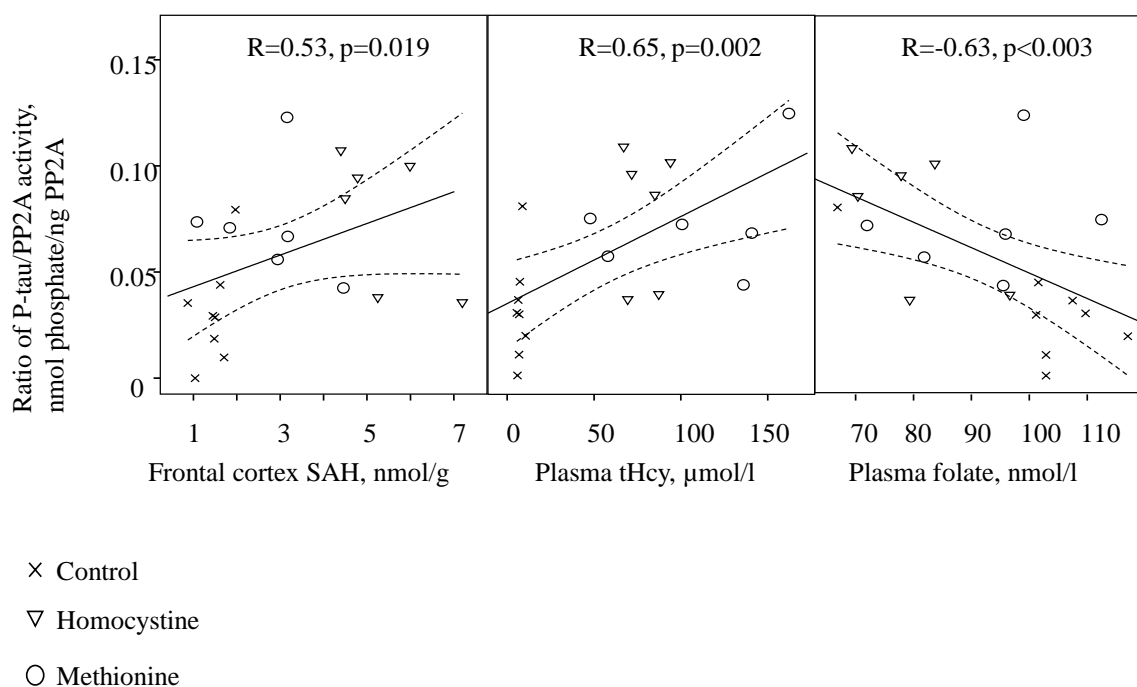 R=0.53, p=0.019
R=0.65, p=0.002
R=-0.63, p<0.003
Ratio of P-tau/PP2A activity,
nmol phosphate/ng PP2A
0.15
0.10
0.05
0
1 3 5 7
0 50 100 150
70 80 90 100 110
Frontal cortex SAH, nmol/g
Plasma tHcy, µmol/l
Plasma folate, nmol/l
Control
Homocystine
Methionine